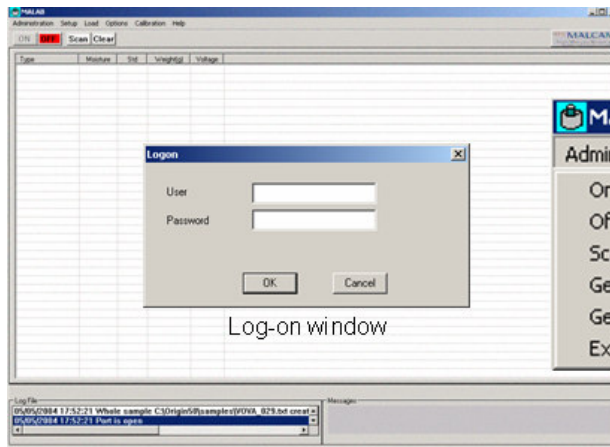 MALAB
Administration Setup Load Options Calibration Help
ON OFF Scan Clear
MALCAM
Type Moisture Std Weight(g) Voltage
Logon
User
Password
OK Cancel
Log-on window
MA
Admi
On
Of
Sc
Ge
Ge
Ex
Log File
05/05/2004 17:52:21 Whole sample C:\Origin50\samples\VOVA_029.txt creat
05/05/2004 17:52:21 Port is open
Messages